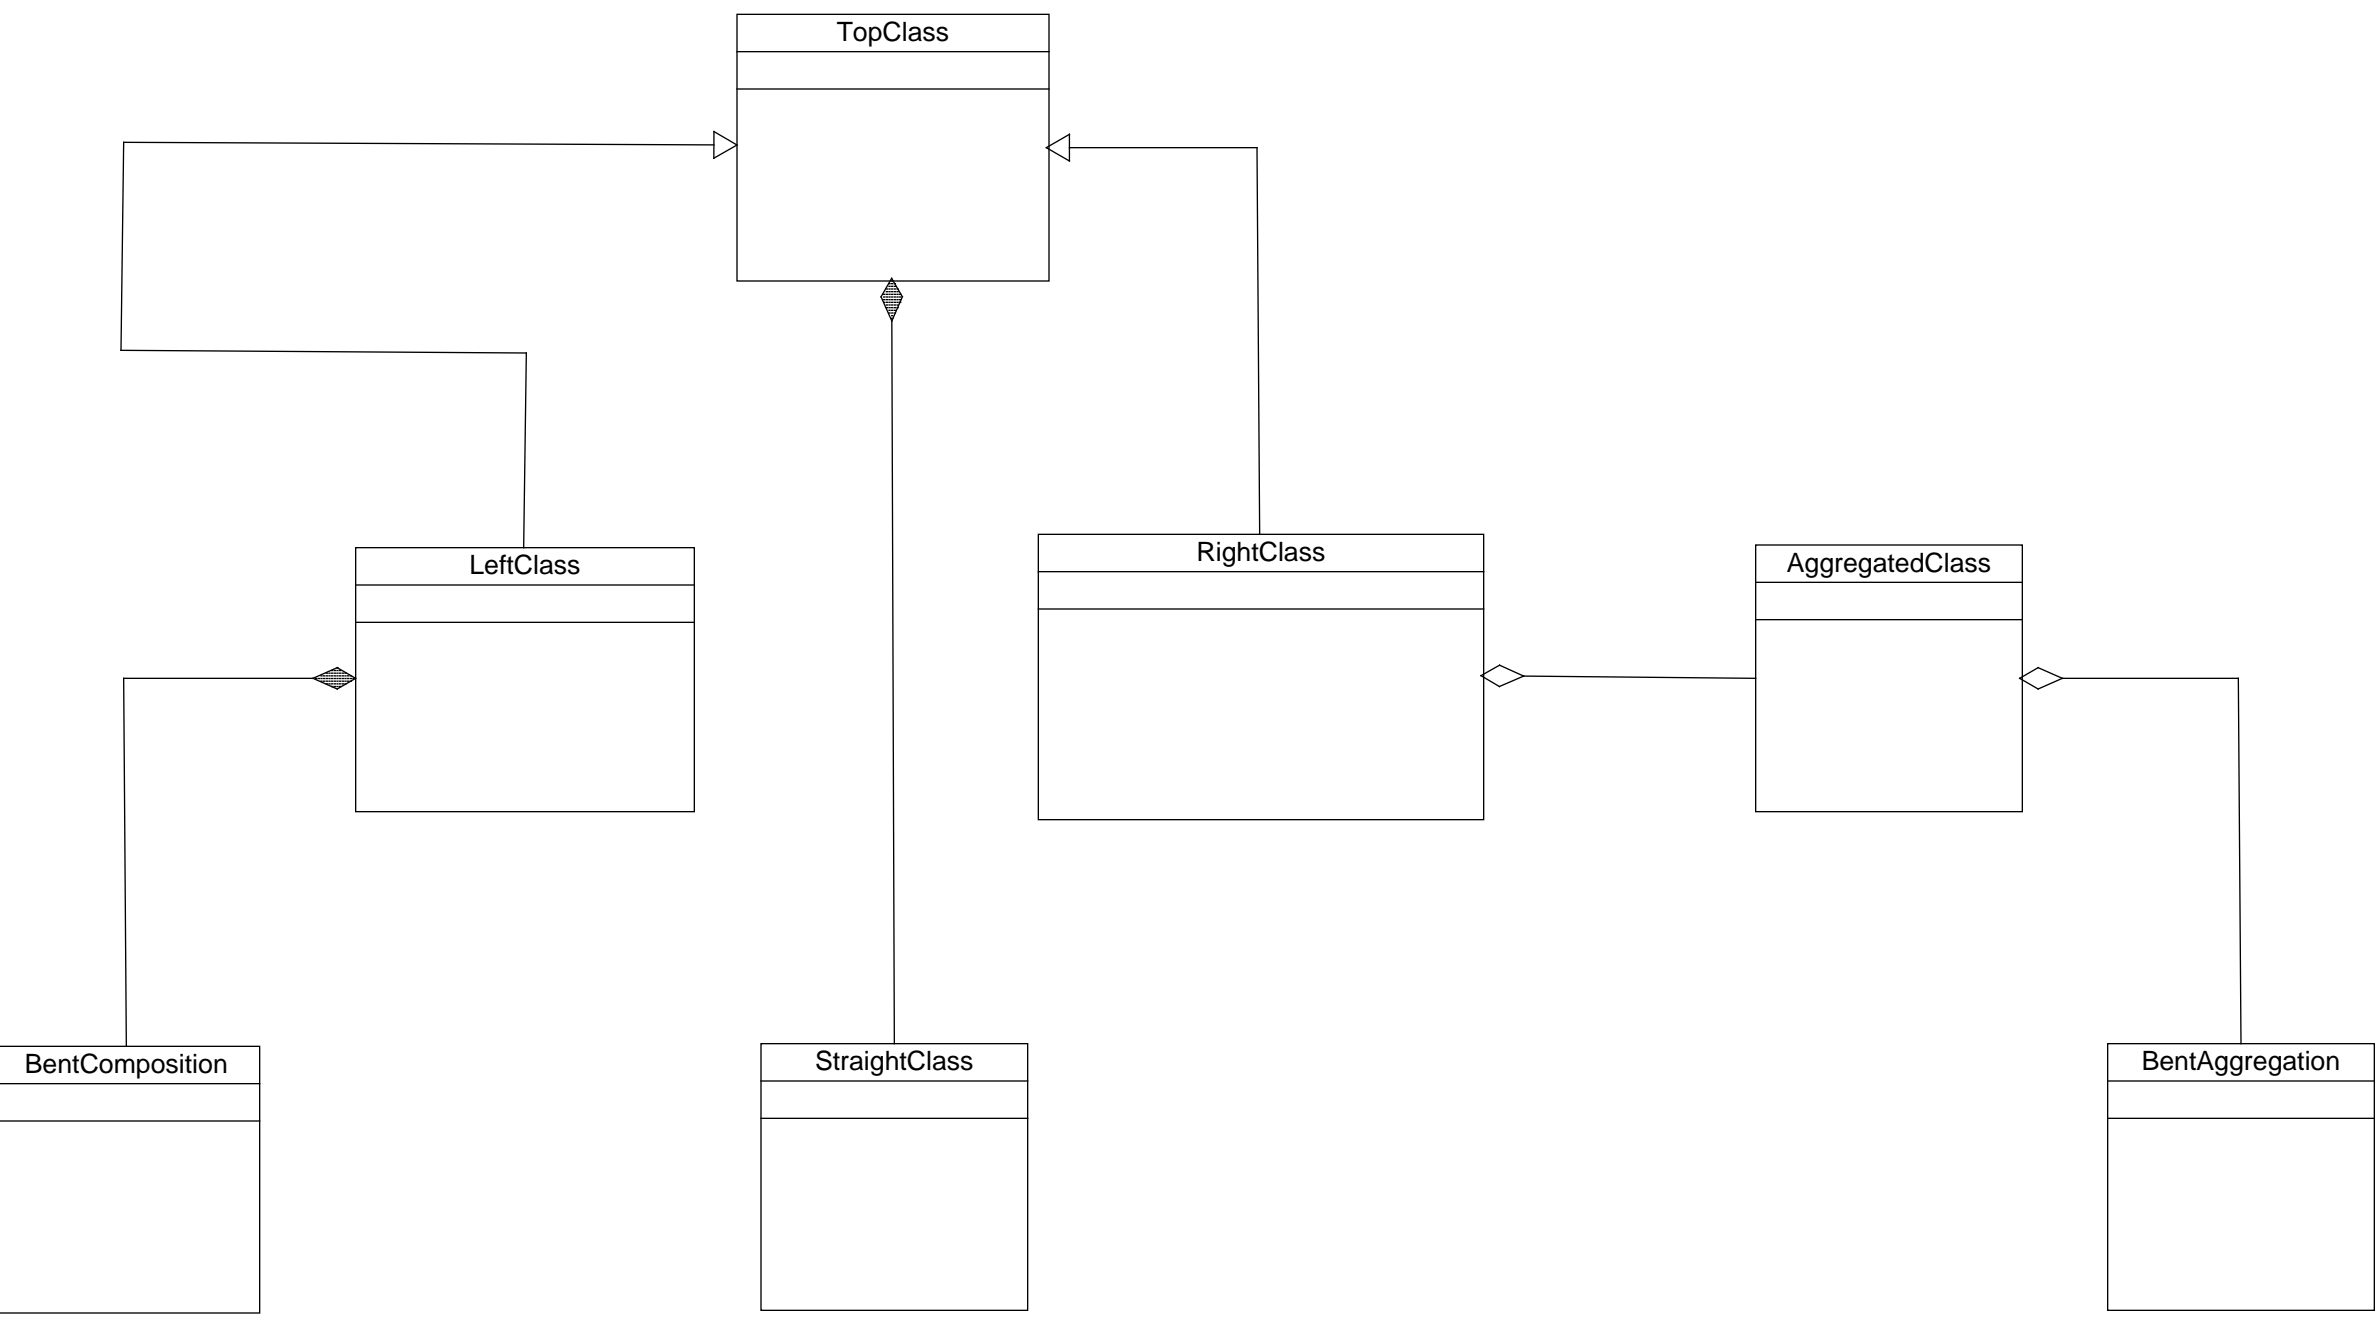 TopClass
LeftClass
RightClass
AggregatedClass
BentComposition
StraightClass
BentAggregation